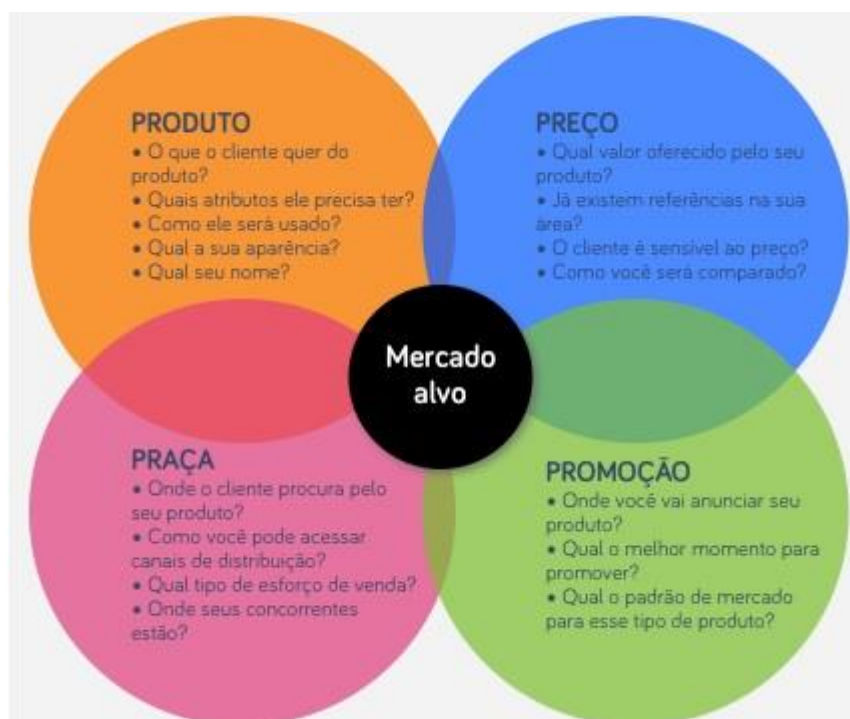 PRODUTO
• O que o cliente quer do
produto?
• Quais atributos ele precisa ter?
• Como ele será usado?
• Qual a sua aparência?
• Qual seu nome?
PREÇO
• Qual valor oferecido pelo seu
produto?
• Já existem referências na sua
área?
• O cliente é sensível ao preço?
• Como você será comparado?
Mercado
alvo
PRAÇA
• Onde o cliente procura pelo
seu produto?
• Como você pode acessar
canais de distribuição?
• Qual tipo de esforço de venda?
• Onde seus concorrentes
estão?
PROMOÇÃO
• Onde você vai anunciar seu
produto?
• Qual o melhor momento para
promover?
• Qual o padrão de mercado
para esse tipo de produto?